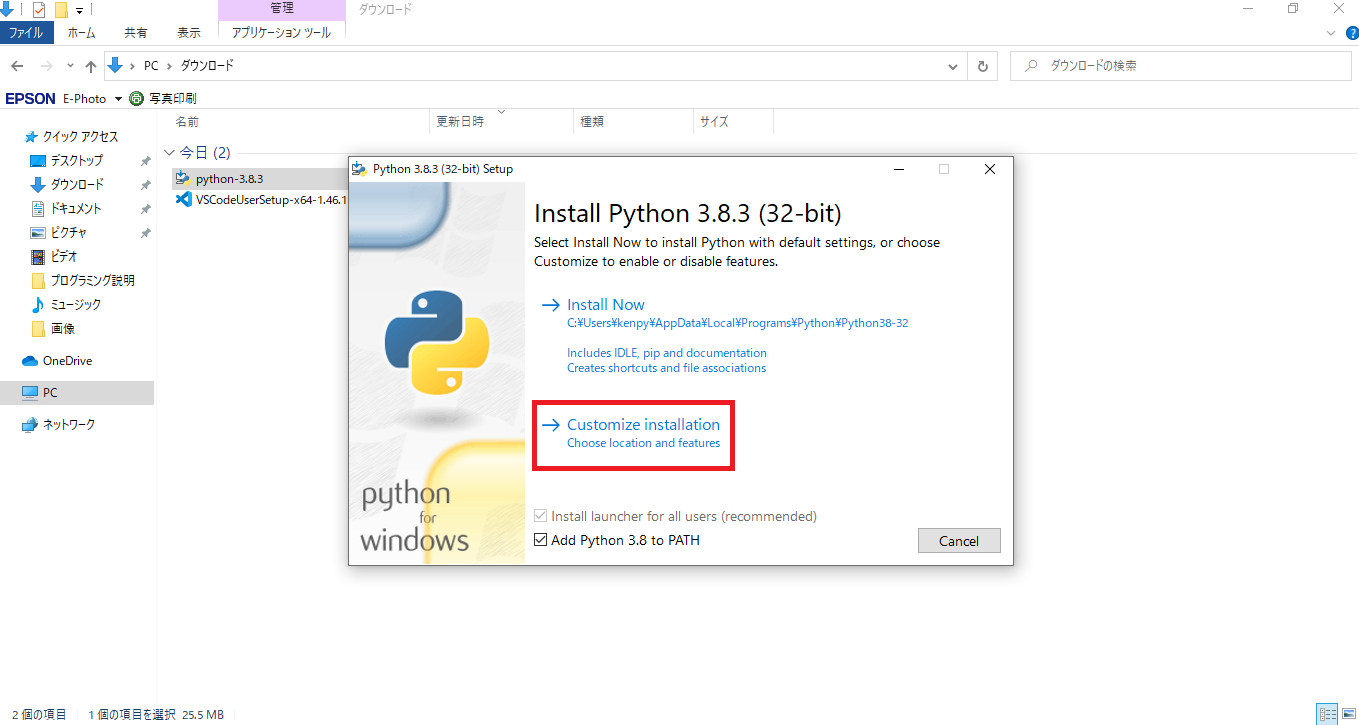 管理
ダウンロード
ファイル
ホーム
共有
表示
アプリケーション ツール
PC
ダウンロード
ダウンロードの検索
EPSON
E-Photo
写真印刷
名前
更新日時
種類
サイズ
クイック アクセス
デスクトップ
ダウンロード
ドキュメント
ピクチャ
ビデオ
プログラミング説明
ミュージック
画像
OneDrive
PC
ネットワーク
今日 (2)
python-3.8.3
VSCodeUserSetup-x64-1.46.1
Python 3.8.3 (32-bit) Setup
Install Python 3.8.3 (32-bit)
Select Install Now to install Python with default settings, or choose
Customize to enable or disable features.
Install Now
C:¥Users¥kenpy¥AppData¥Local¥Programs¥Python¥Python38-32
Includes IDLE, pip and documentation
Creates shortcuts and file associations
Customize installation
Choose location and features
python
for
windows
Install launcher for all users (recommended)
Add Python 3.8 to PATH
Cancel
2 個の項目
1 個の項目を選択 25.5 MB